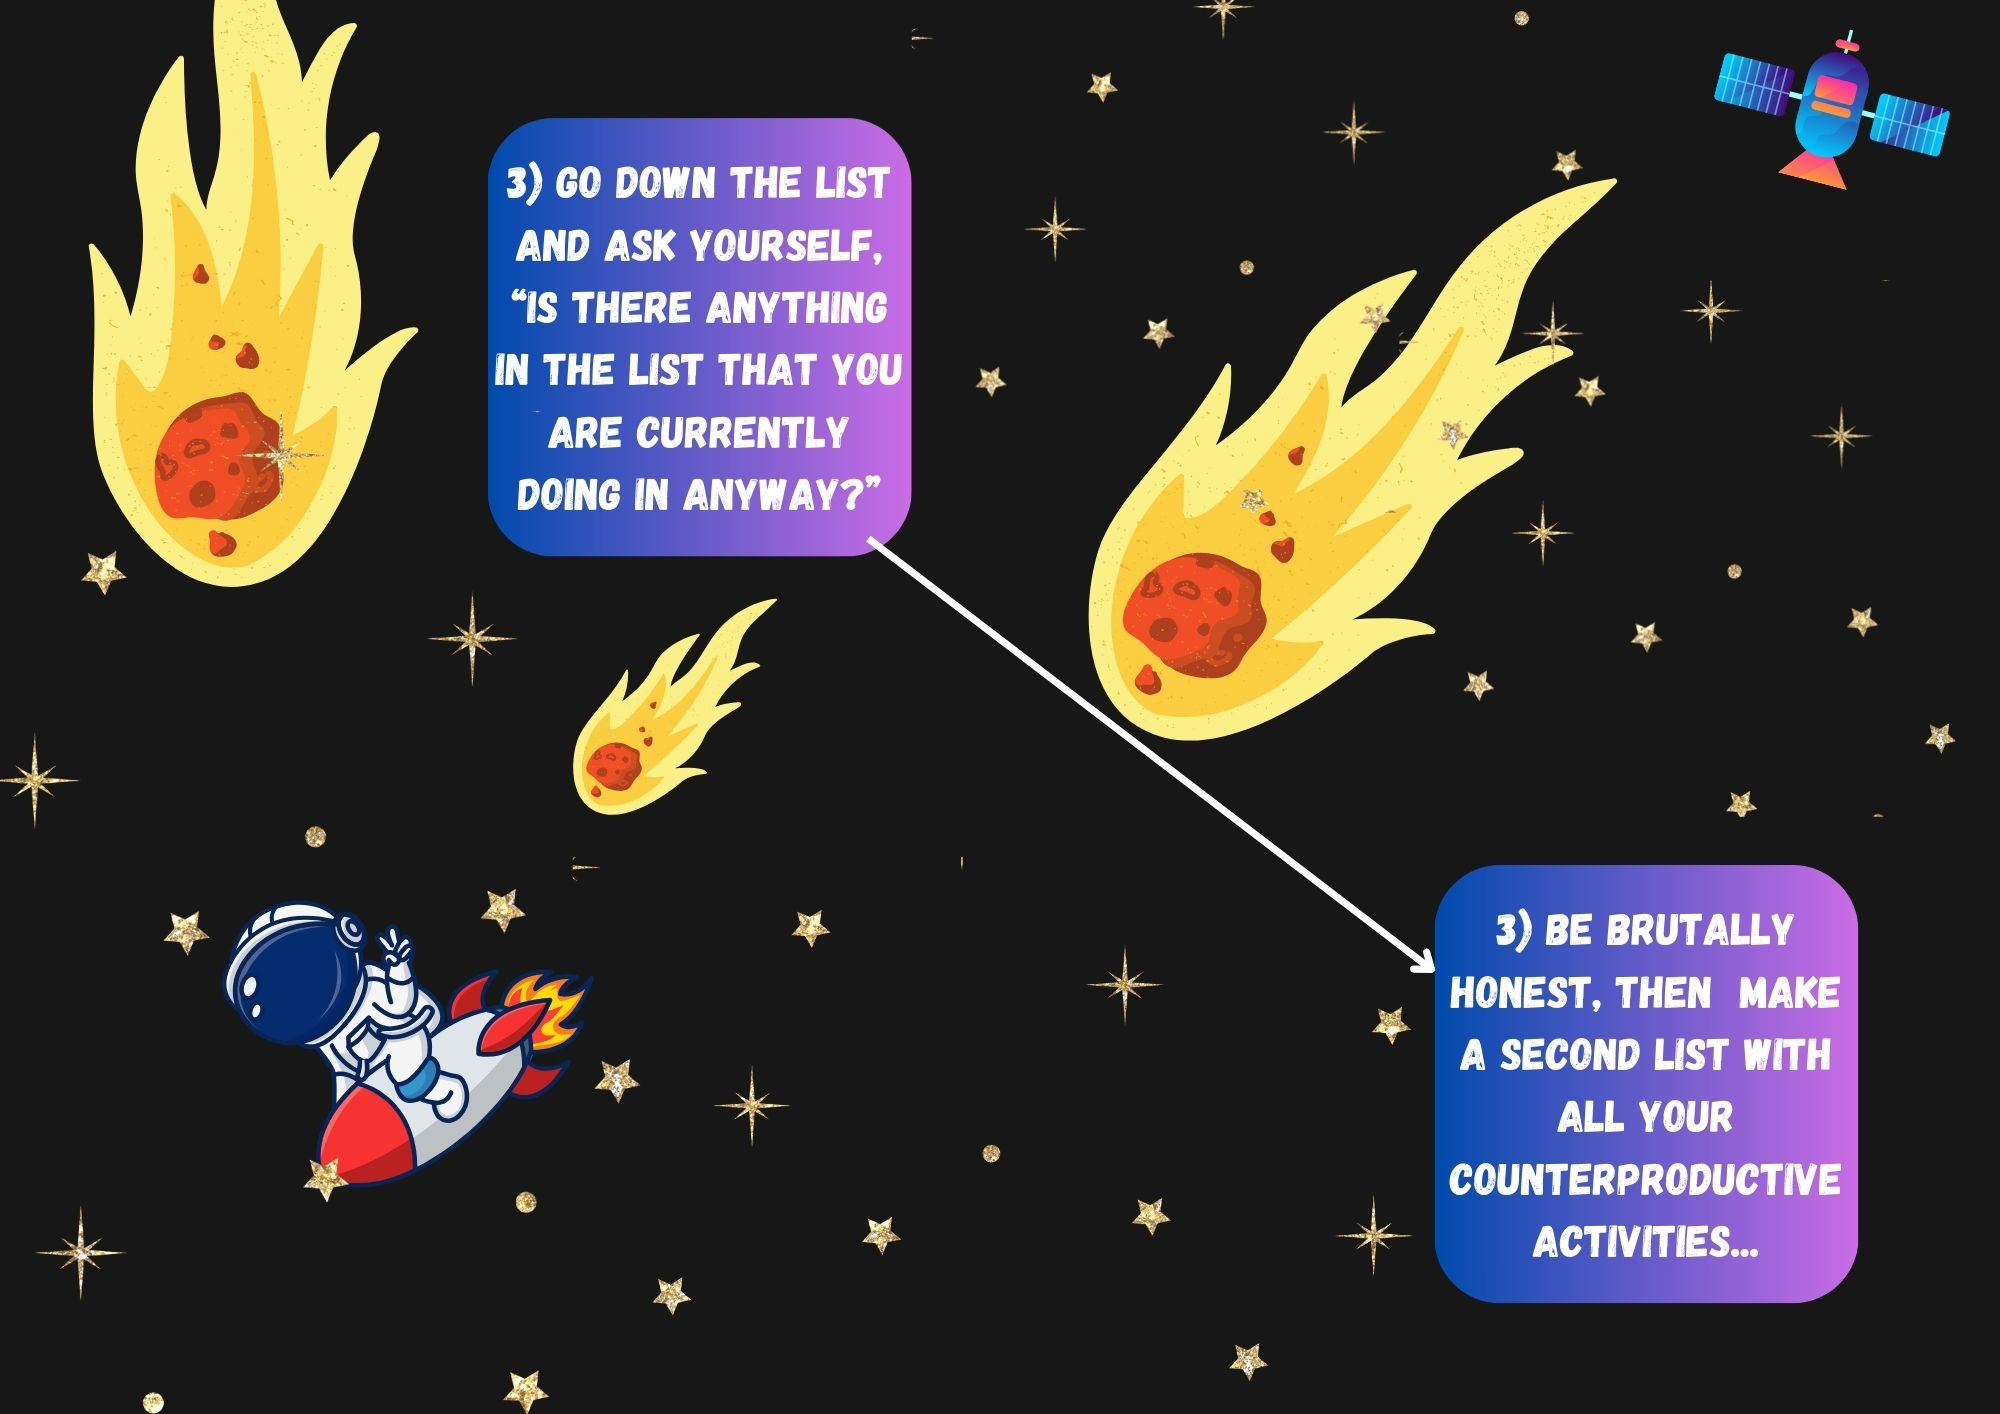 3) GO DOWN THE LIST
AND ASK YOURSELF,
“IS THERE ANYTHING
IN THE LIST THAT YOU
ARE CURRENTLY
DOING IN ANYWAY?”
3) BE BRUTALLY
HONEST, THEN  MAKE
A SECOND LIST WITH
ALL YOUR
COUNTERPRODUCTIVE
ACTIVITIES...